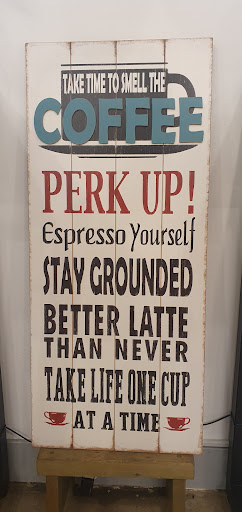 TAKE TIME TO SMELL THE
COFFEE
PERK UP!
Espresso Yourself
STAY GROUNDED
BETTER LATTE
THAN NEVER
TAKE LIFE ONE CUP
AT A TIME